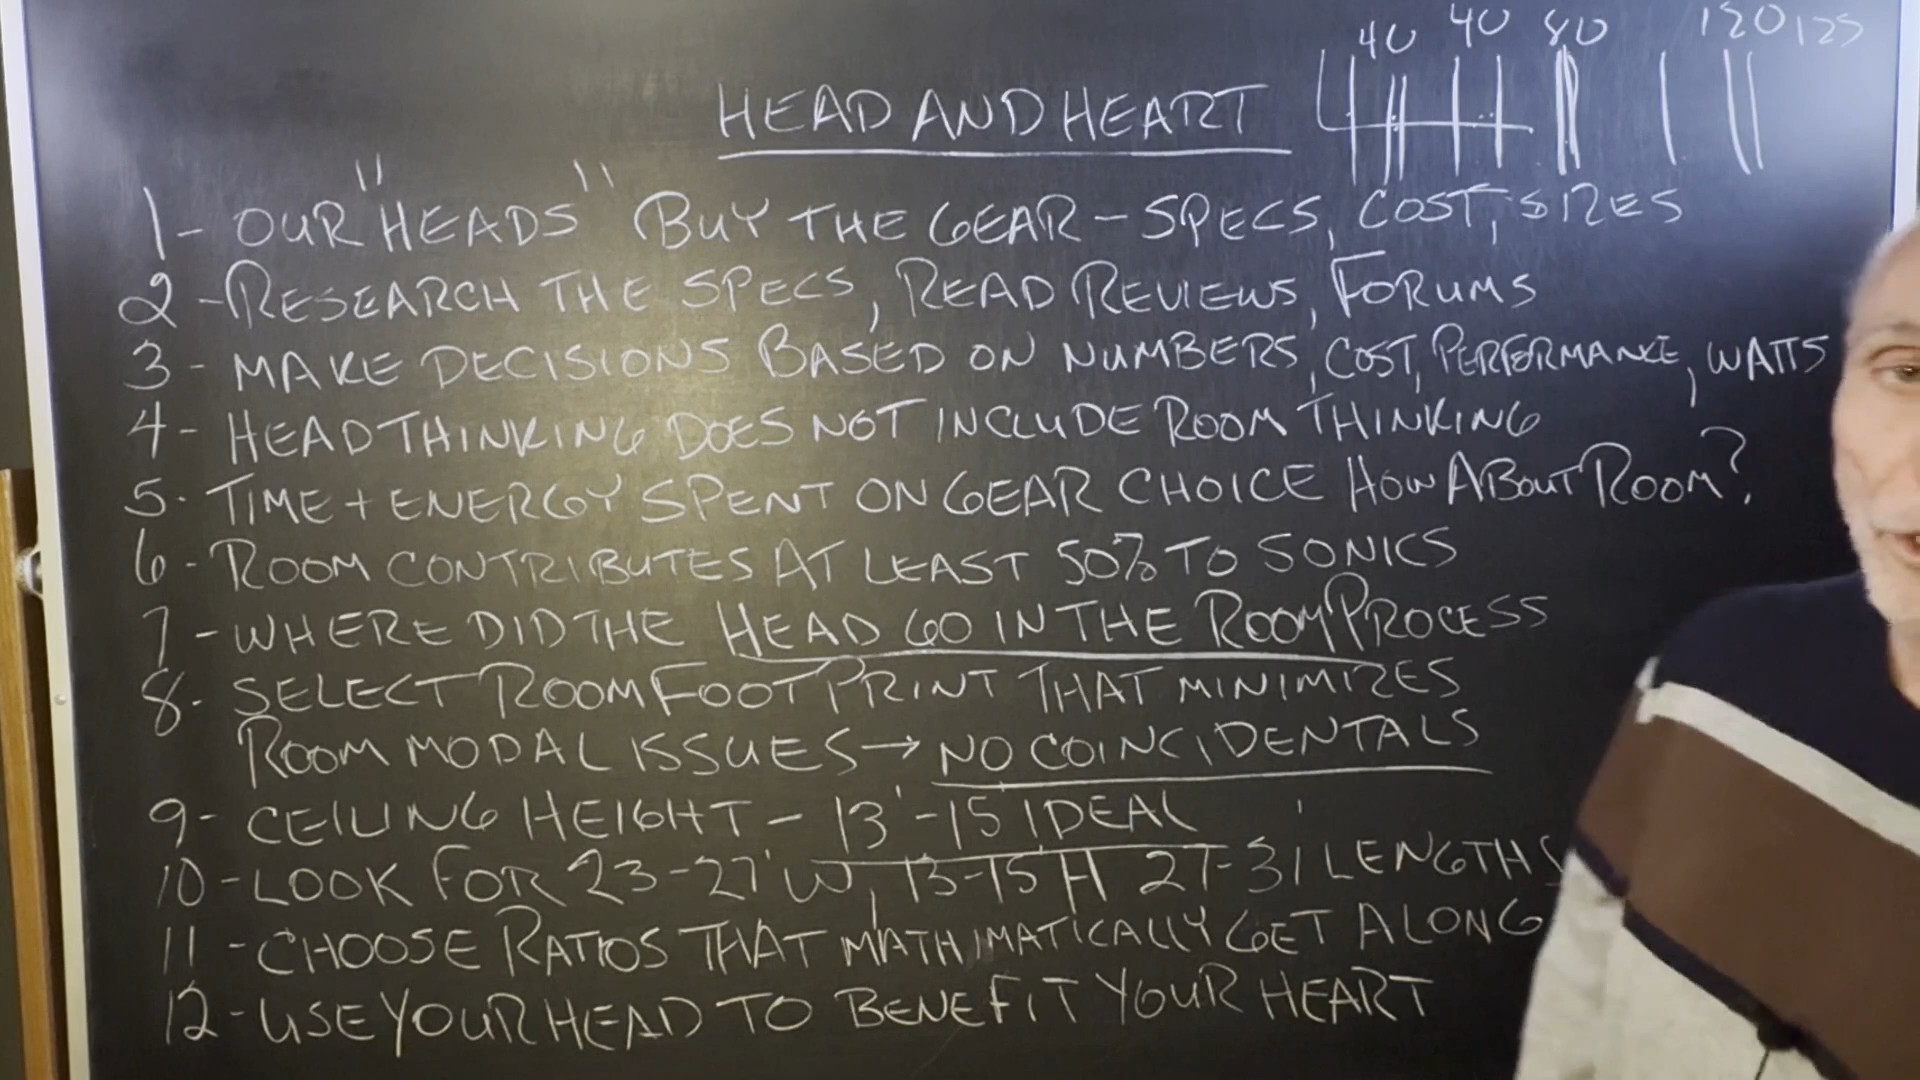 40 40 80 120 125
HEAD AND HEART
1 - OUR "HEADS" BUY THE GEAR - SPECS, COST, SIZES
2 - RESEARCH THE SPECS, READ REVIEWS, FORUMS
3 - MAKE DECISIONS BASED ON NUMBERS, COST, PERFORMANCE, WATTS
4 - HEAD THINKING DOES NOT INCLUDE ROOM THINKING
5 - TIME + ENERGY SPENT ON GEAR CHOICE HOW ABOUT ROOM?
6 - ROOM CONTRIBUTES AT LEAST 50% TO SONICS
7 - WHERE DID THE HEAD GO IN THE ROOM PROCESS
8 - SELECT ROOM FOOTPRINT THAT MINIMIZES
ROOM MODAL ISSUES → NO COINCIDENTALS
9 - CEILING HEIGHT - 13'-15' IDEAL
10 - LOOK FOR 23-27' W, 13-15 H 27-31' LENGTHS
11 - CHOOSE RATIOS THAT MATHIMATICALLY GET ALONG
12 - USE YOUR HEAD TO BENEFIT YOUR HEART